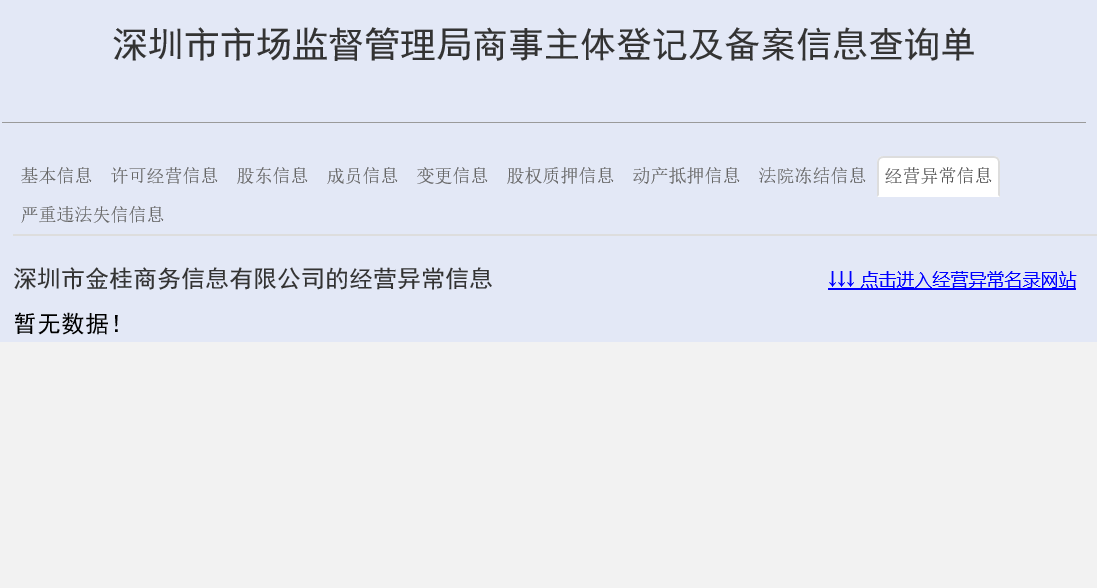 深圳市市场监督管理局商事主体登记及备案信息查询单
基本信息 许可经营信息 股东信息 成员信息 变更信息 股权质押信息 动产抵押信息 法院冻结信息 经营异常信息
严重违法失信信息
深圳市金桂商务信息有限公司的经营异常信息 ↓↓↓ 点击进入经营异常名录网站
暂无数据！